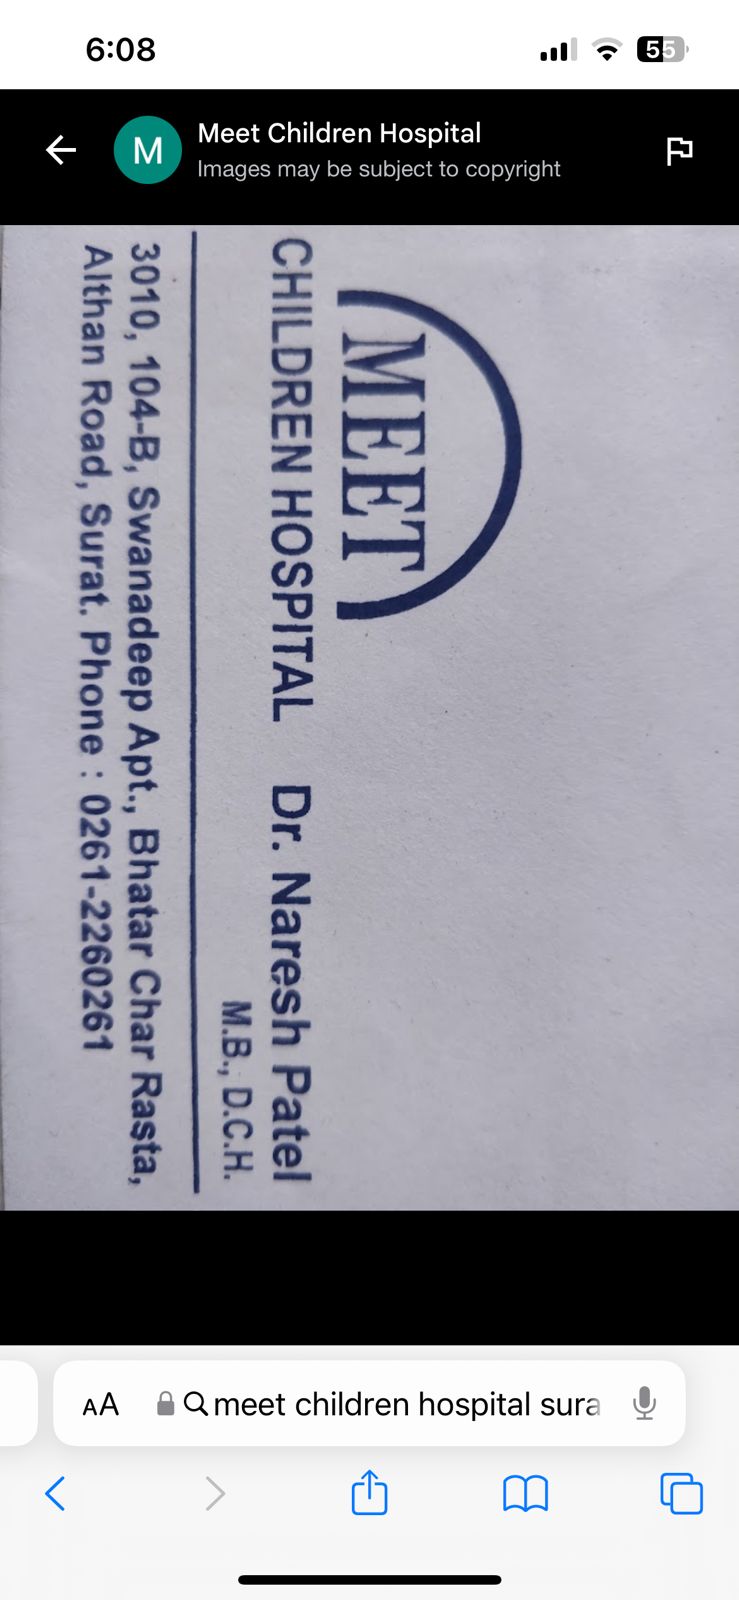 6:08
55
M
Meet Children Hospital
Images may be subject to copyright
MEET
CHILDREN HOSPITAL Dr. Naresh Patel
M.B., D.C.H.
3010, 104-B, Swanadeep Apt., Bhatar Char Rasta,
Althan Road, Surat. Phone : 0261-2260261
AA meet children hospital sura